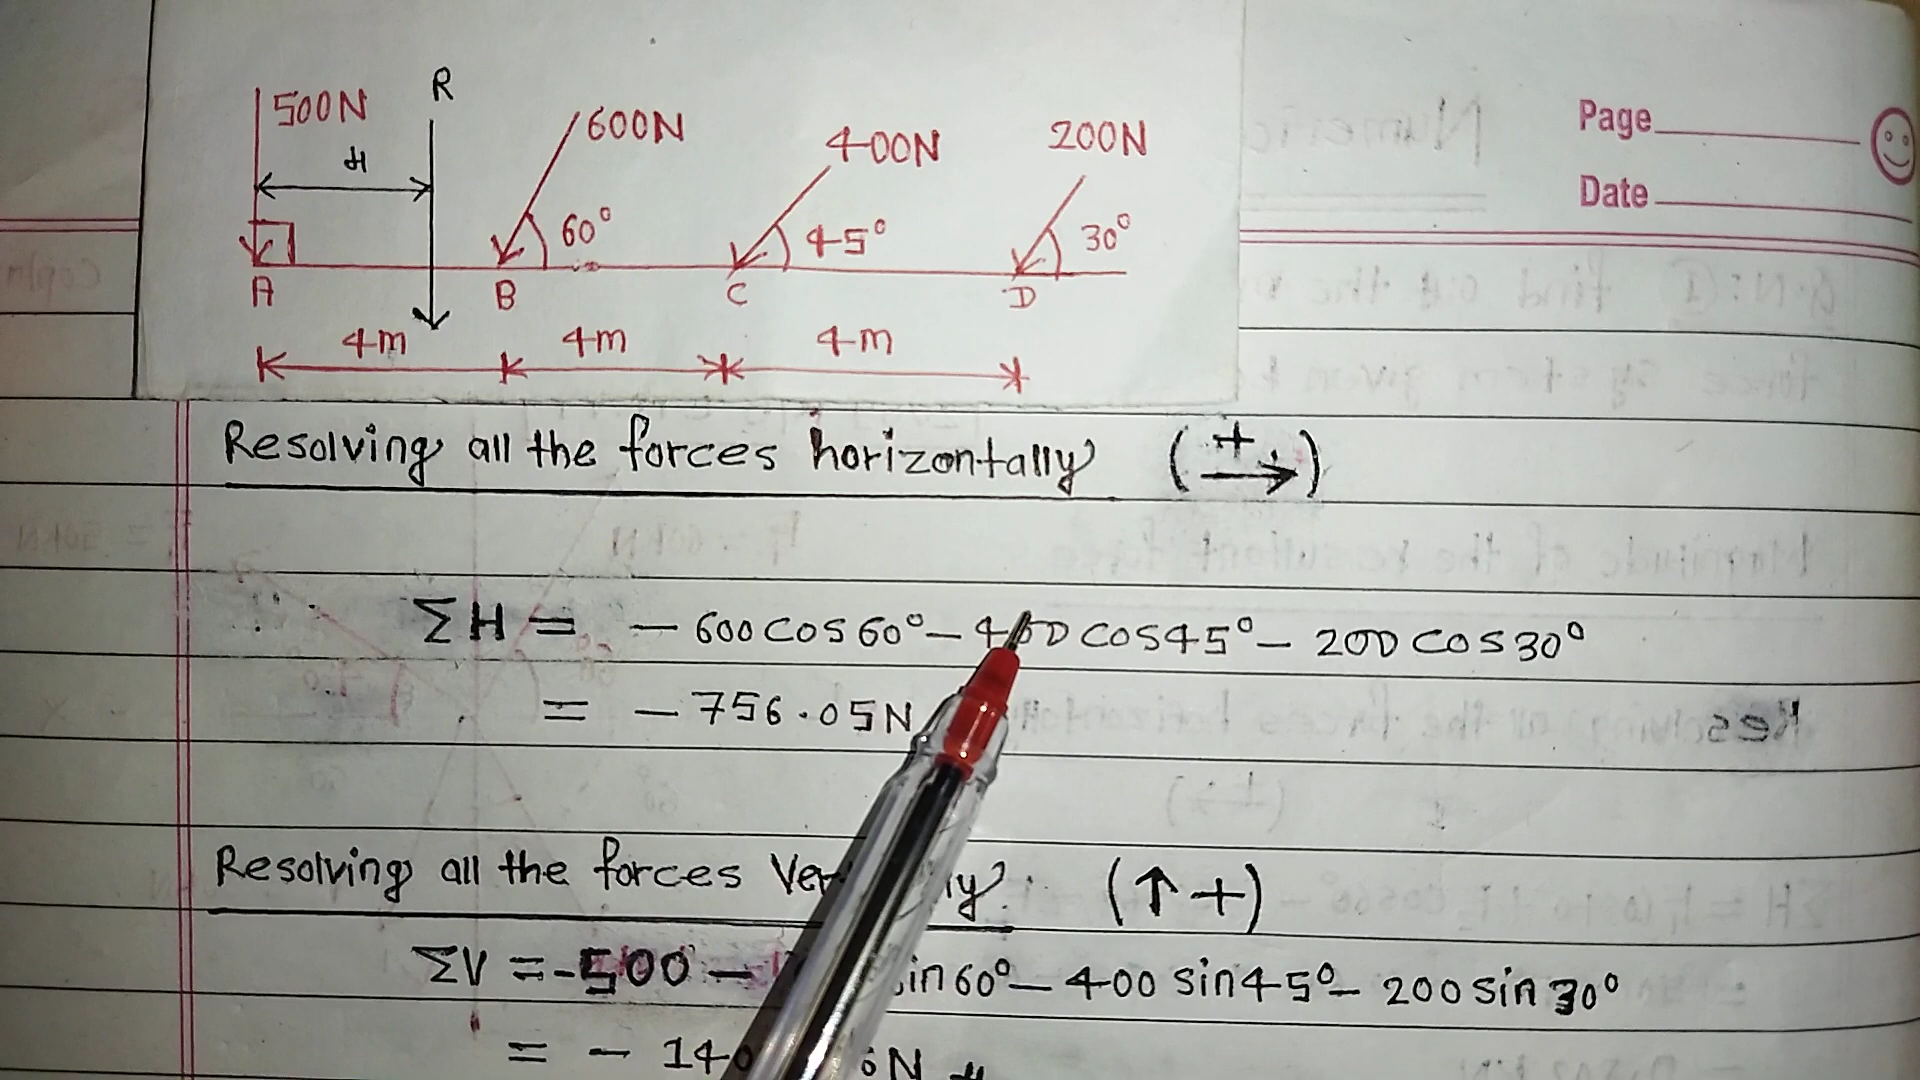 500N R 600N 400N 200N
x
60° 45° 30°
A B C D
4m 4m 4m
Page
Date
Resolving all the forces horizontally (+→)
ΣH = - 600 cos 60° - 400 cos 45° - 200 cos 30°
= - 756.05N
Resolving all the forces (↑+)
ΣV = -500 - sin 60° - 400 sin 45° - 200 sin 30°
= -